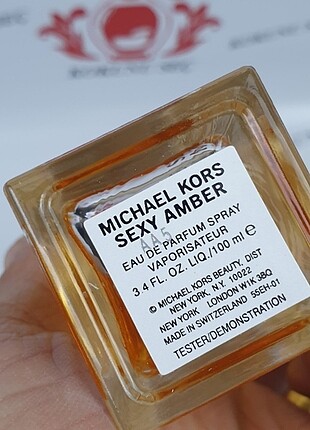 MICHAEL KORS
SEXY AMBER
AA5
EAU DE PARFUM SPRAY
VAPORISATEUR
3.4 FL. OZ. LIQ./100 ml ℮
© MICHAEL KORS BEAUTY, DIST
NEW YORK, N.Y. 10022
NEW YORK LONDON W1K 3BQ
MADE IN SWITZERLAND 55EH-01
TESTER/DEMONSTRATION